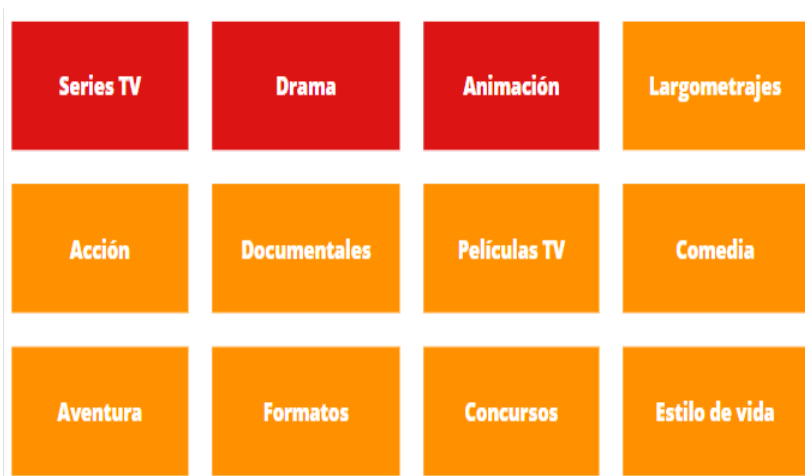 Series TV
Drama
Animación
Largometrajes
Acción
Documentales
Películas TV
Comedia
Aventura
Formatos
Concursos
Estilo de vida